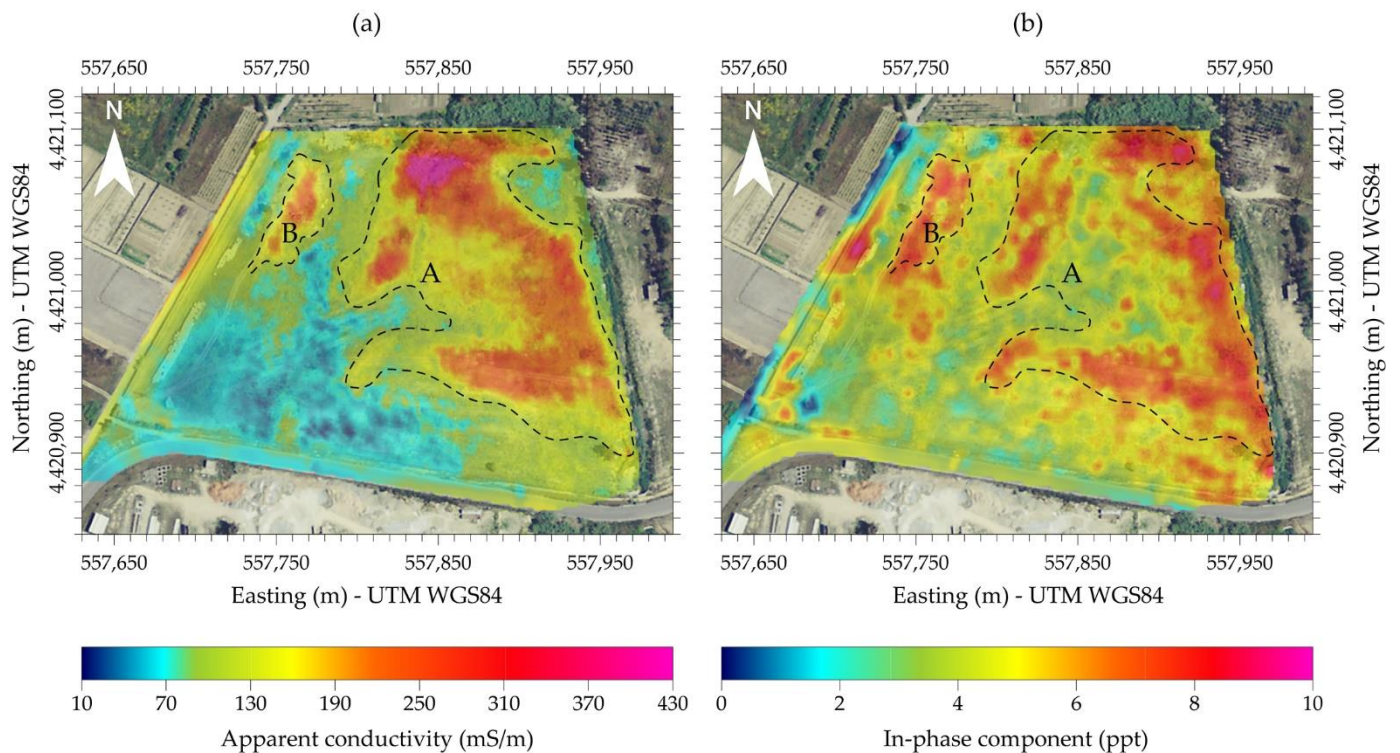 (a)
(b)
557,650 557,750 557,850 557,950
557,650 557,750 557,850 557,950
N
N
4,421,100
4,421,000
4,420,900
Northing (m) - UTM WGS84
B
A
B
A
4,421,100
4,421,000
4,420,900
Northing (m) - UTM WGS84
557,650 557,750 557,850 557,950
557,650 557,750 557,850 557,950
Easting (m) - UTM WGS84
Easting (m) - UTM WGS84
10 70 130 190 250 310 370 430
0 2 4 6 8 10
Apparent conductivity (mS/m)
In-phase component (ppt)